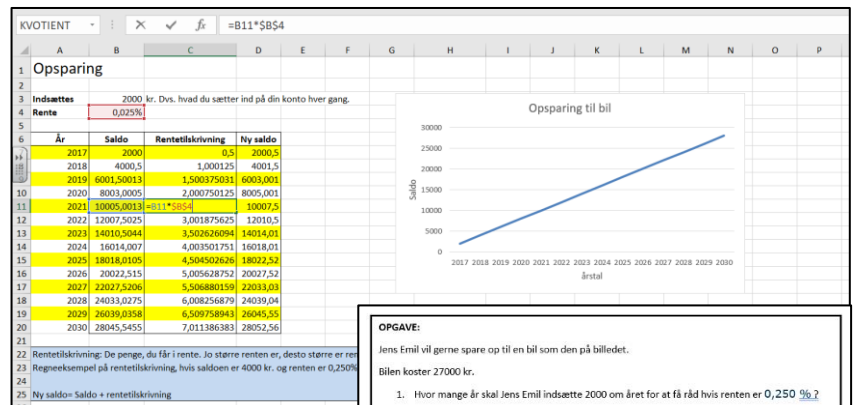 KVOTIENT fx =B11*$B$4
A B C D E F G H I J K L M N O P
1 Opsparing
2
3 Indsættes 2000 kr. Dvs. hvad du sætter ind på din konto hver gang.
4 Rente 0,025%
5
6 År Saldo Rentetilskrivning Ny saldo
2017 2000 0,5 2000,5
2018 4000,5 1,000125 4001,5
2019 6001,50013 1,500375031 6003,001
10 2020 8003,0005 2,000750125 8005,001
11 2021 10005,0013 =B11*$B$4 10007,5
12 2022 12007,5025 3,001875625 12010,5
13 2023 14010,5044 3,502626094 14014,01
14 2024 16014,007 4,003501751 16018,01
15 2025 18018,0105 4,504502626 18022,52
16 2026 20022,515 5,005628752 20027,52
17 2027 22027,5206 5,506880159 22033,03
18 2028 24033,0275 6,008256879 24039,04
19 2029 26039,0358 6,509758943 26045,55
20 2030 28045,5455 7,011386383 28052,56
21
22 Rentetilskrivning: De penge, du får i rente. Jo større renten er, desto større er ren
23 Regneeksempel på rentetilskrivning, hvis saldoen er 4000 kr. og renten er 0,250%
24
25 Ny saldo= Saldo + rentetilskrivning
Opsparing til bil
30000
25000
20000
15000
10000
5000
0
Saldo
2017 2018 2019 2020 2021 2022 2023 2024 2025 2026 2027 2028 2029 2030
årstal
OPGAVE:
Jens Emil vil gerne spare op til en bil som den på billedet.
Bilen koster 27000 kr.
1. Hvor mange år skal Jens Emil indsætte 2000 om året for at få råd hvis renten er 0,250 % ?